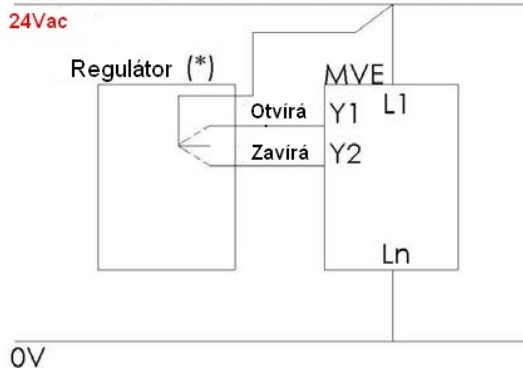 24Vac
Regulátor (*)
MVE
Otvírá
Y1
L1
Zavírá
Y2
Ln
0V